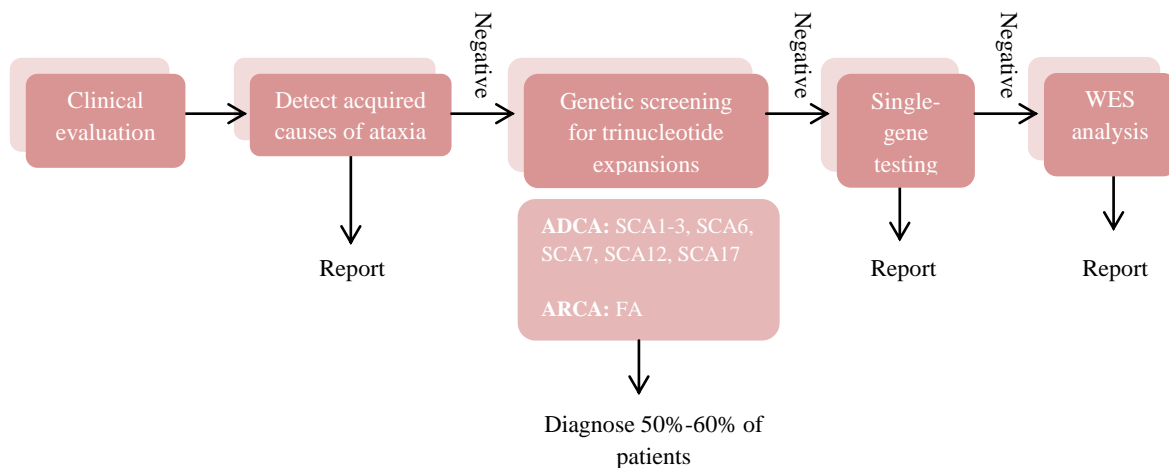 Clinical
evaluation
Detect acquired
causes of ataxia
Report
Negative
Genetic screening
for trinucleotide
expansions
ADCA: SCA1-3, SCA6,
SCA7, SCA12, SCA17
ARCA: FA
Diagnose 50%-60% of
patients
Negative
Single-
gene
testing
Report
Negative
WES
analysis
Report